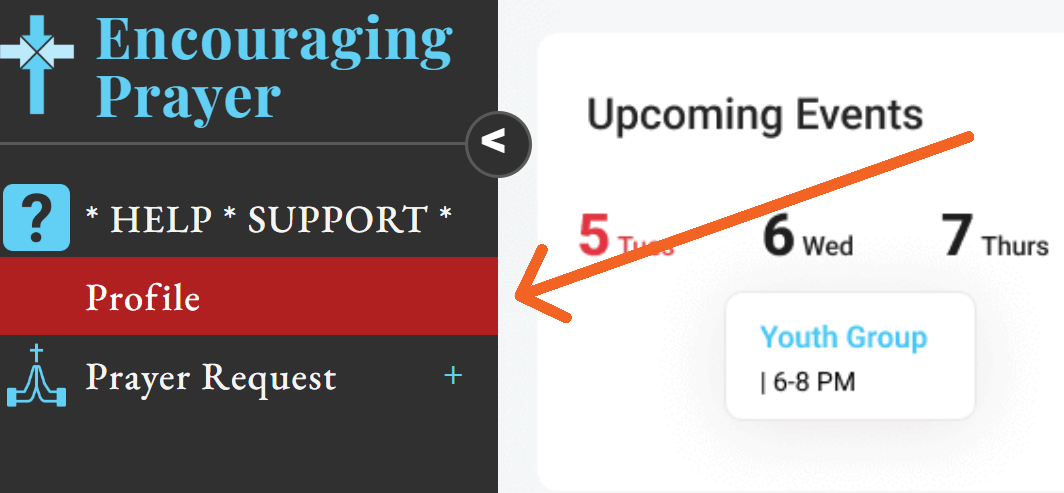 Encouraging
Prayer
<
? * HELP * SUPPORT *
Profile
Prayer Request +
Upcoming Events
5 Tues 6 Wed 7 Thurs
Youth Group
| 6-8 PM